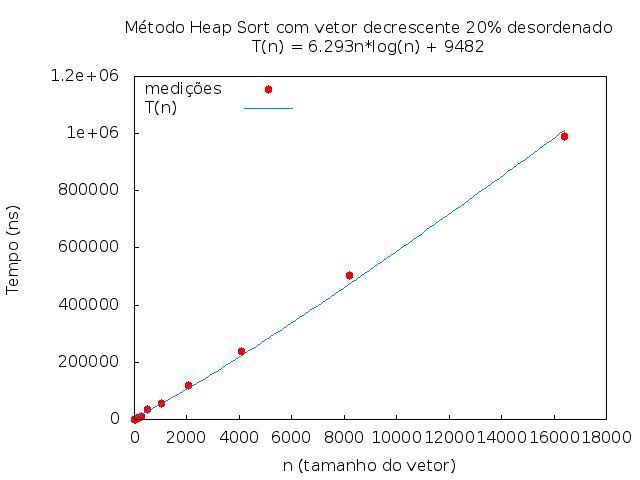 Método Heap Sort com vetor decrescente 20% desordenado
T(n) = 6.293n*log(n) + 9482
1.2e+06
1e+06
800000
600000
400000
200000
0
medições
T(n)
Tempo (ns)
0 2000 4000 6000 8000 10000 12000 14000 16000 18000
n (tamanho do vetor)